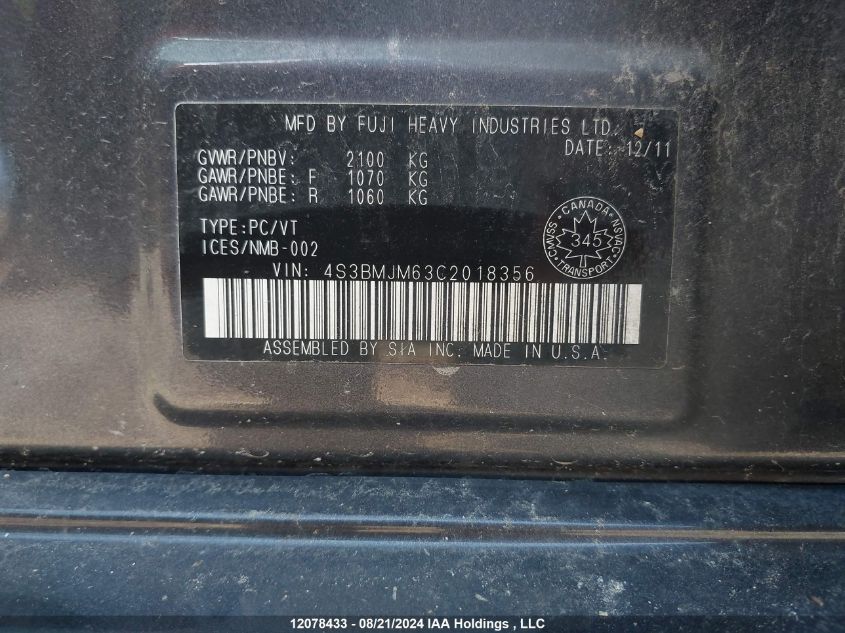 MFD BY FUJI HEAVY INDUSTRIES LTD.
DATE: 12/11
GVWR/PNBV: 2100 KG
GAWR/PNBE: F 1070 KG
GAWR/PNBE: R 1060 KG
TYPE:PC/VT
ICES/NMB-002
CANADA
CMVSS
345
NSVAC
TRANSPORT
VIN: 4S3BMJM63C2018356
ASSEMBLED BY SIA INC. MADE IN U.S.A.
12078433 - 08/21/2024 IAA Holdings , LLC